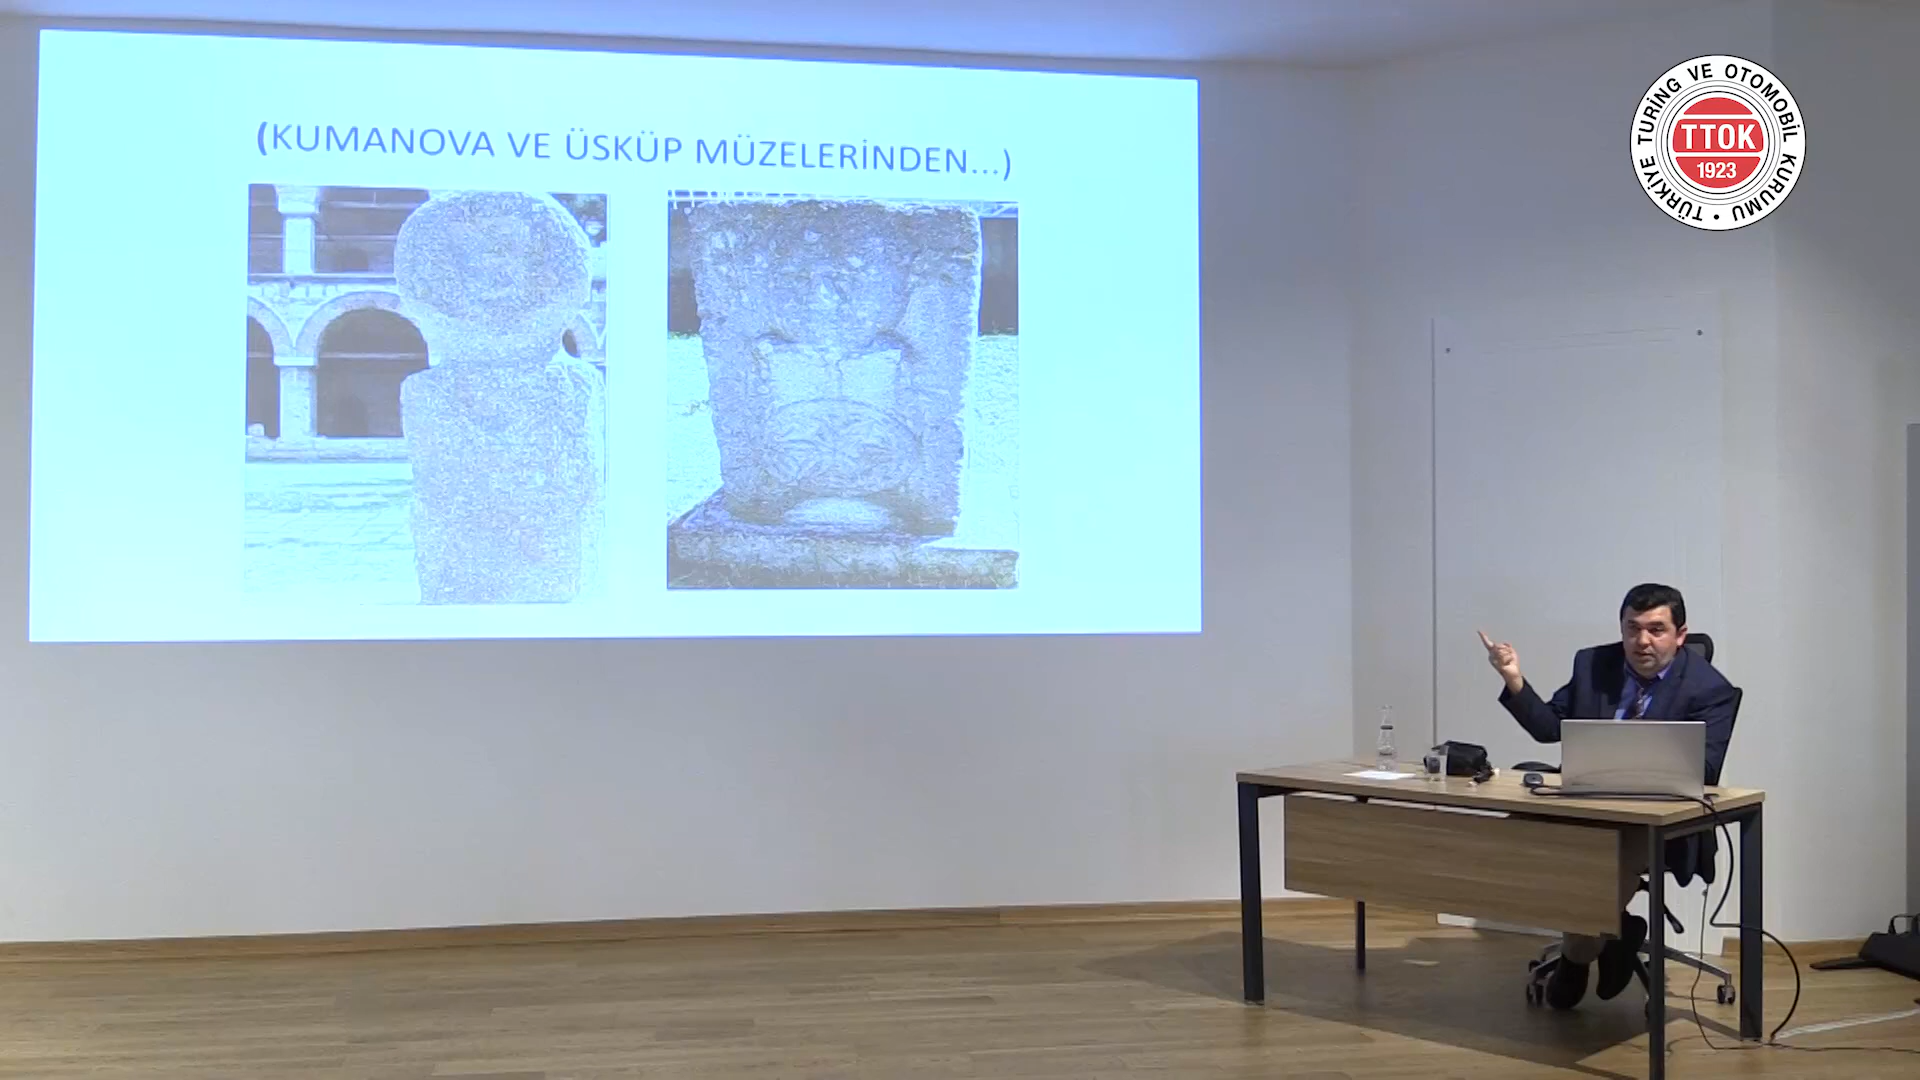 (KUMANOVA VE ÜSKÜP MÜZELERİNDEN...)
TÜRKİYE TURİNG VE OTOMOBİL KURUMU •
TTOK
1923